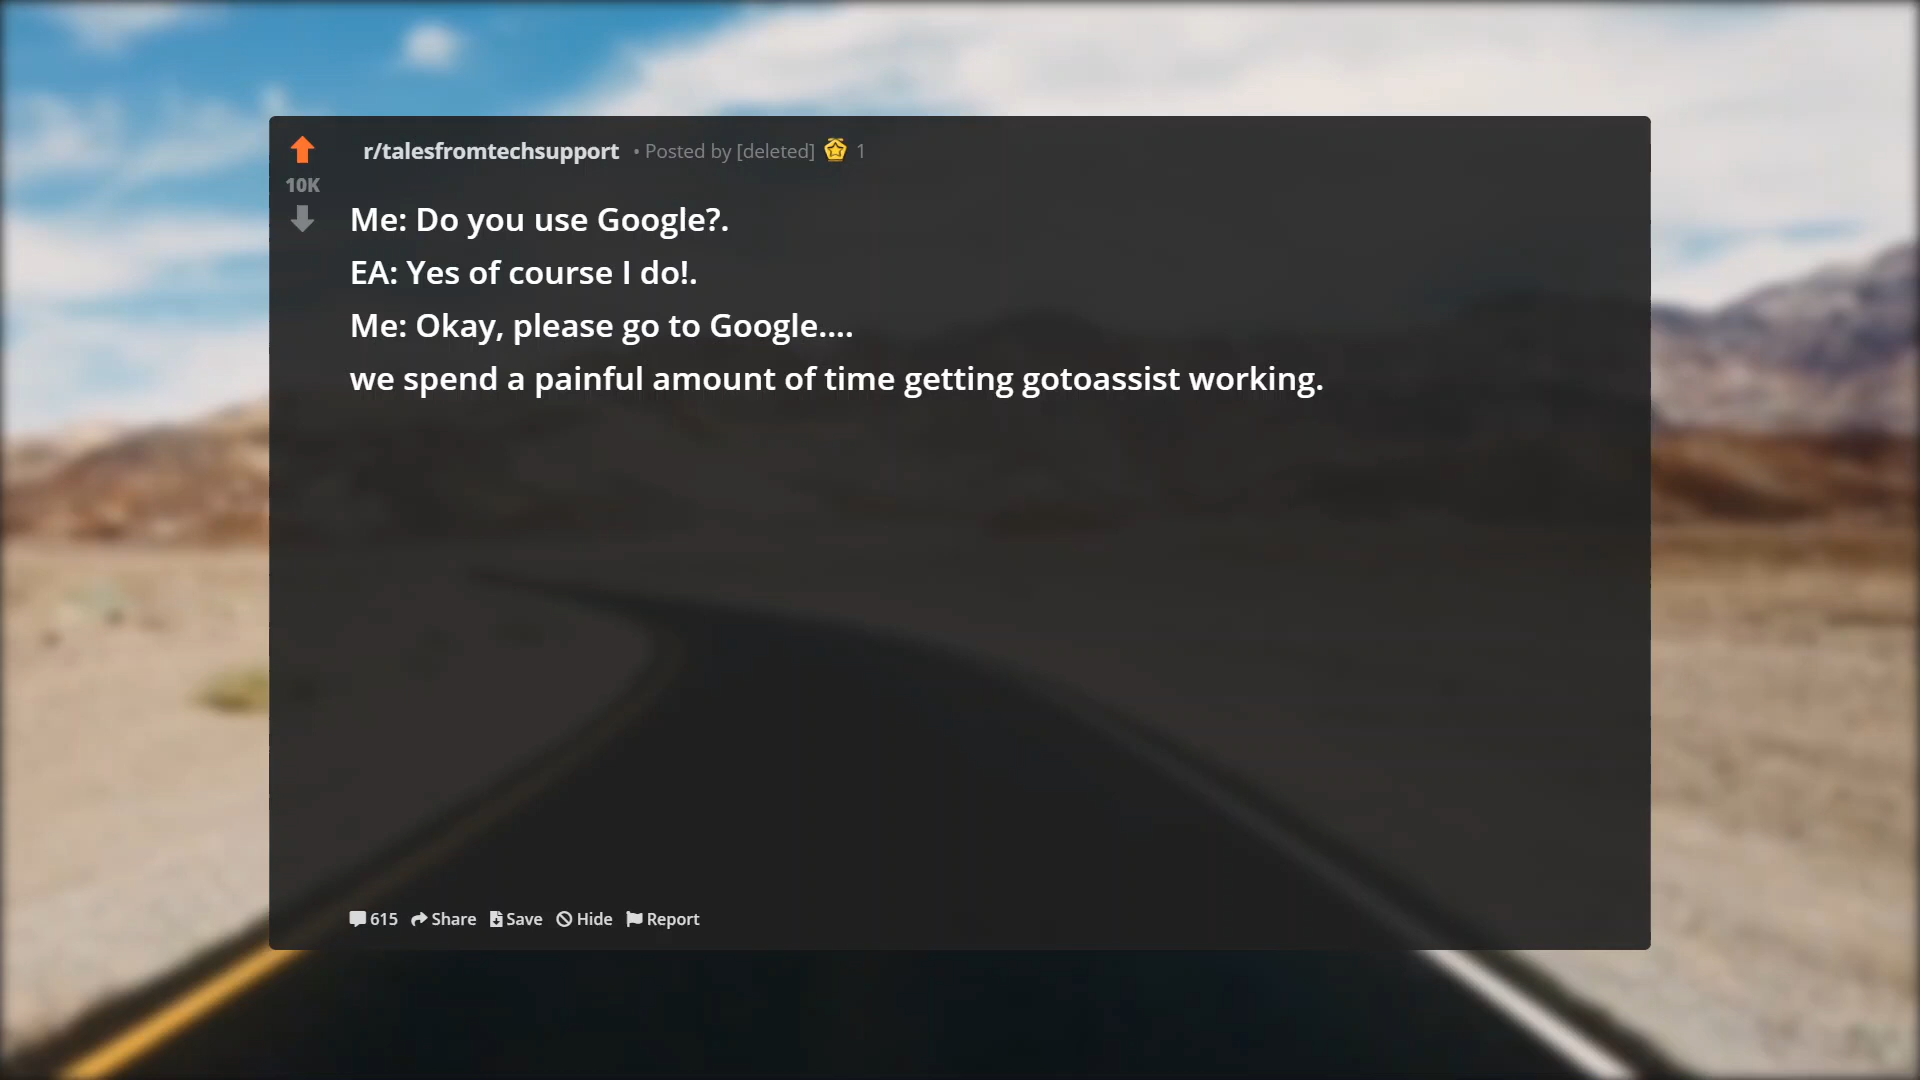 r/talesfromtechsupport • Posted by [deleted] 1
10K
Me: Do you use Google?.
EA: Yes of course I do!.
Me: Okay, please go to Google....
we spend a painful amount of time getting gotoassist working.
615 Share Save Hide Report